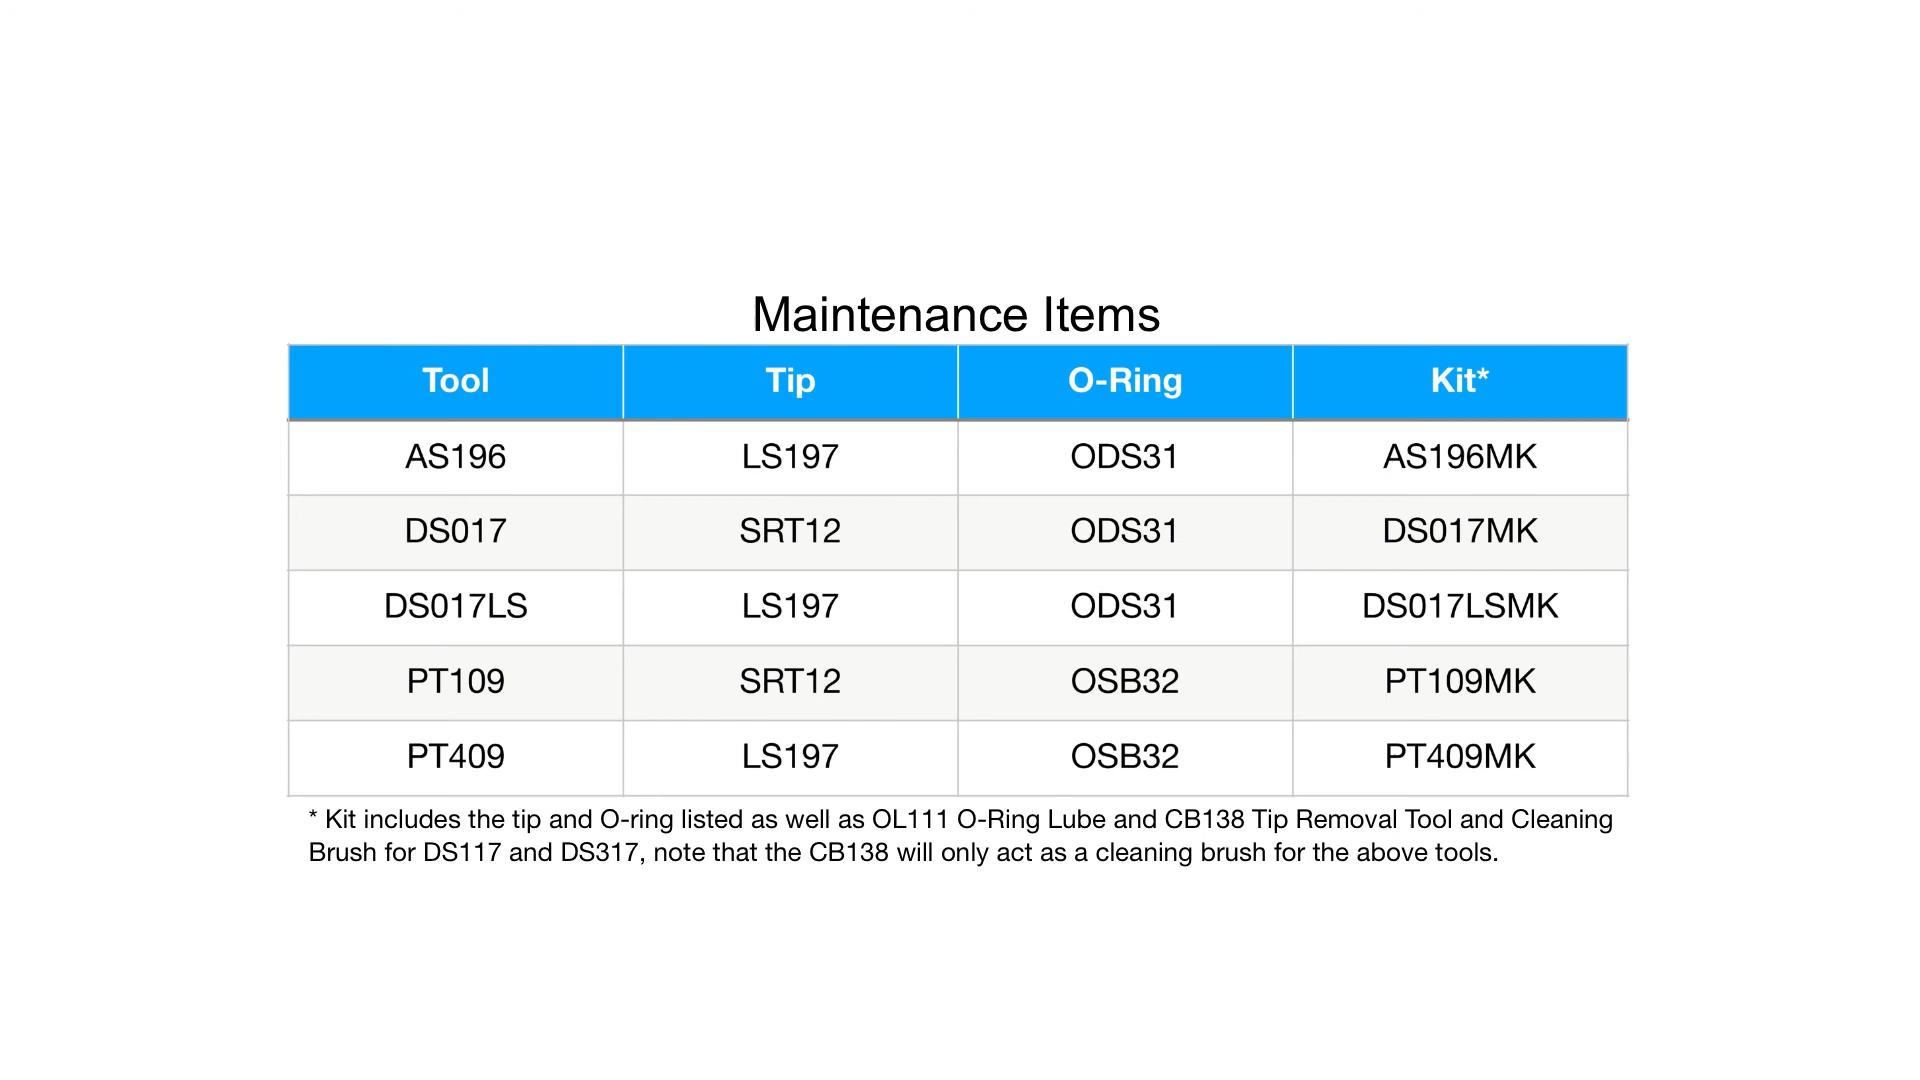 Maintenance Items
Tool Tip O-Ring Kit*
AS196 LS197 ODS31 AS196MK
DS017 SRT12 ODS31 DS017MK
DS017LS LS197 ODS31 DS017LSMK
PT109 SRT12 OSB32 PT109MK
PT409 LS197 OSB32 PT409MK
* Kit includes the tip and O-ring listed as well as OL111 O-Ring Lube and CB138 Tip Removal Tool and Cleaning
Brush for DS117 and DS317, note that the CB138 will only act as a cleaning brush for the above tools.